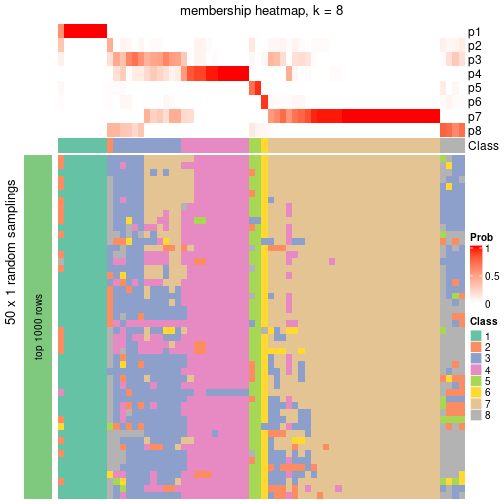 membership heatmap, k = 8
p1
p2
p3
p4
p5
p6
p7
p8
Class
50 x 1 random samplings
top 1000 rows
Prob
1
0.5
0
Class
1
2
3
4
5
6
7
8